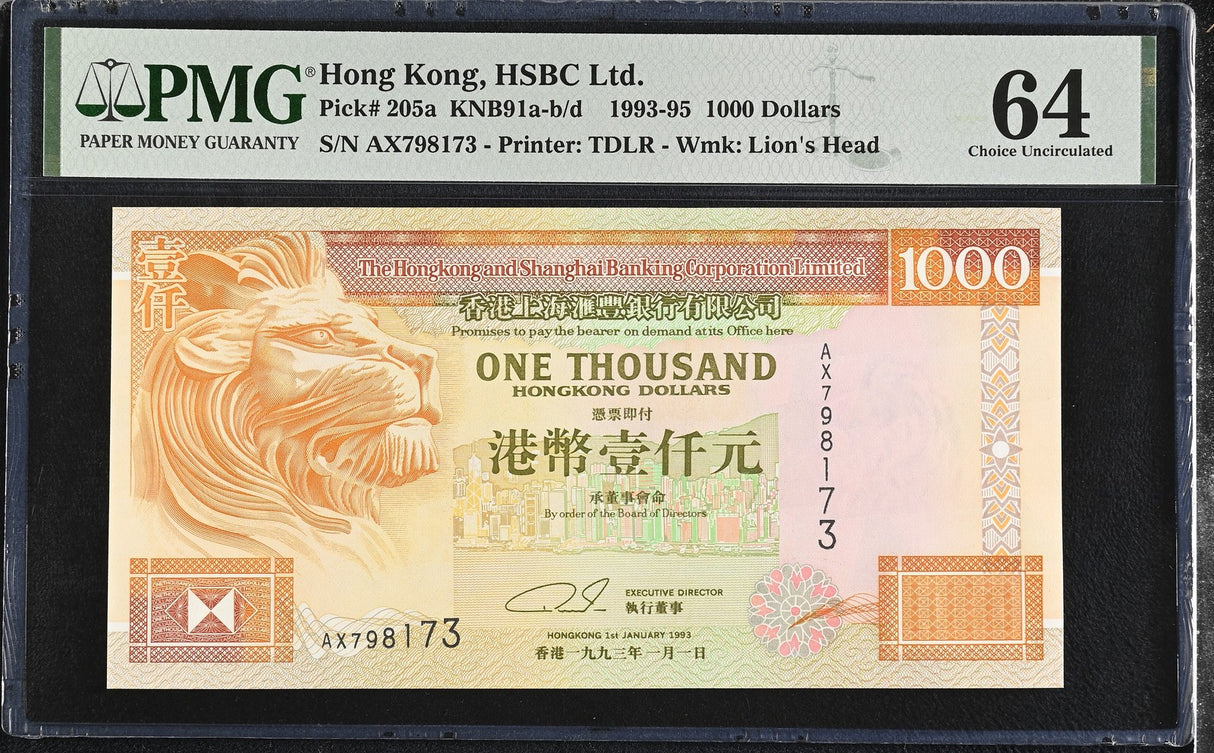 PMG®
PAPER MONEY GUARANTY
Hong Kong, HSBC Ltd.
Pick# 205a KNB91a-b/d 1993-95 1000 Dollars
S/N AX798173 - Printer: TDLR - Wmk: Lion's Head
64
Choice Uncirculated
壹仟
The Hongkong and Shanghai Banking Corporation Limited
1000
香港上海滙豐銀行有限公司
Promises to pay the bearer on demand at its Office here
ONE THOUSAND
HONGKONG DOLLARS
憑票即付
港幣壹仟元
承董事會命
By order of the Board of Directors
AX798173
EXECUTIVE DIRECTOR
執行董事
AX798173
HONGKONG 1st JANUARY 1993
香港一九九三年一月一日